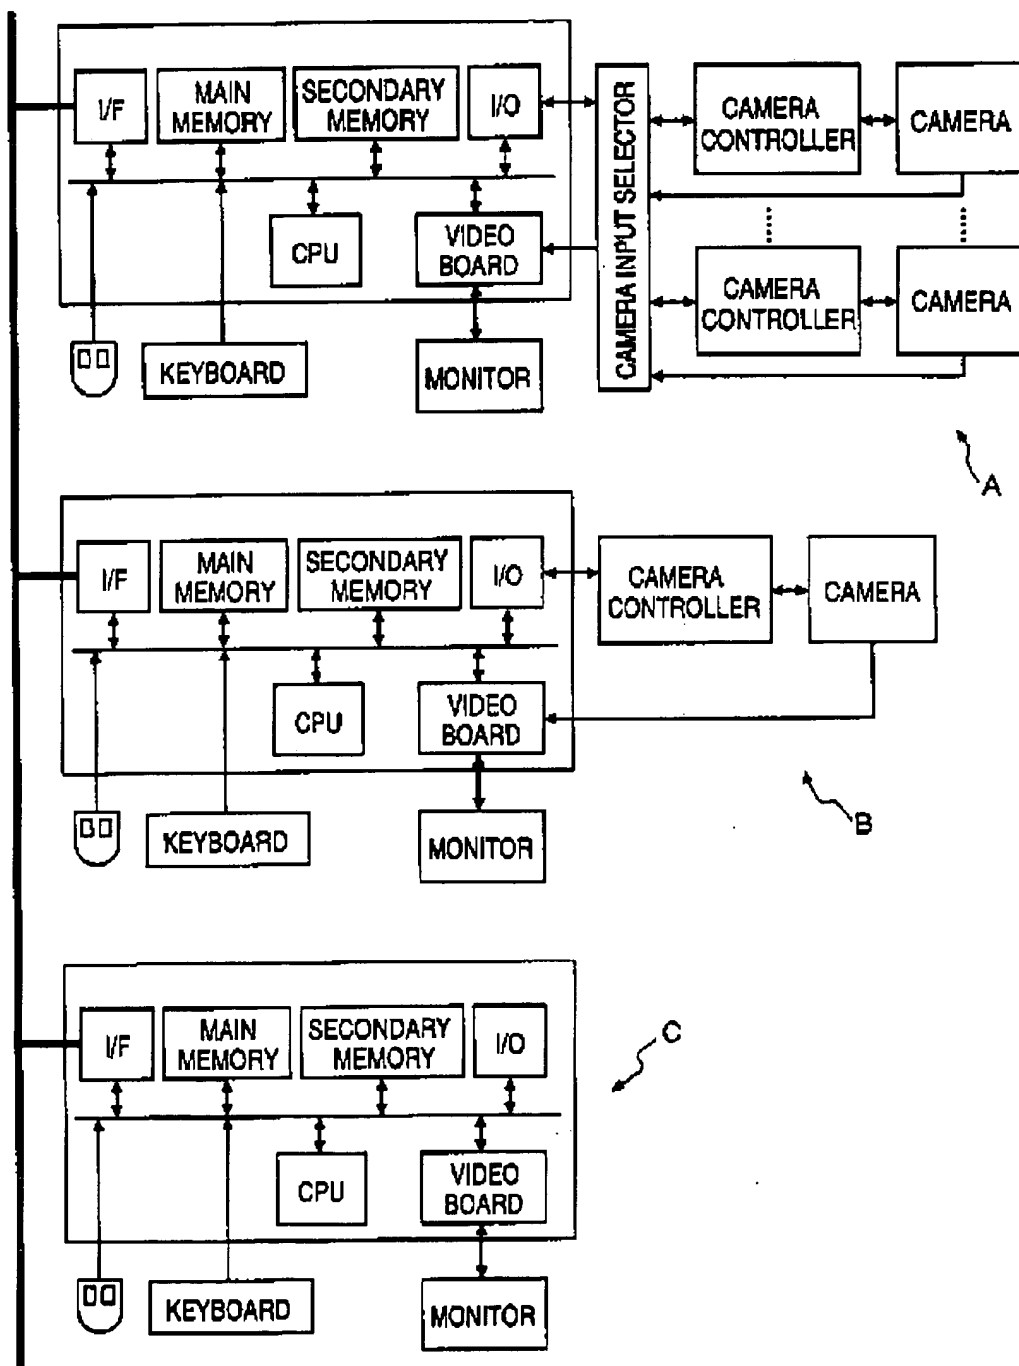 I/F
MAIN
MEMORY
SECONDARY
MEMORY
I/O
CPU
VIDEO
BOARD
KEYBOARD
MONITOR
CAMERA INPUT SELECTOR
CAMERA
CONTROLLER
CAMERA
CAMERA
CONTROLLER
CAMERA
A
I/F
MAIN
MEMORY
SECONDARY
MEMORY
I/O
CAMERA
CONTROLLER
CAMERA
CPU
VIDEO
BOARD
KEYBOARD
MONITOR
B
I/F
MAIN
MEMORY
SECONDARY
MEMORY
I/O
C
CPU
VIDEO
BOARD
KEYBOARD
MONITOR